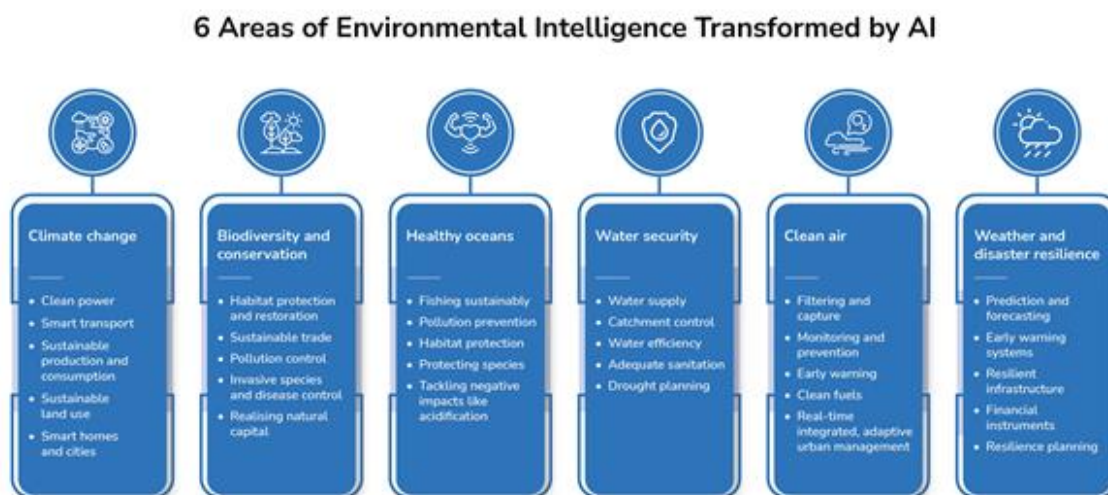 6 Areas of Environmental Intelligence Transformed by AI
Climate change
• Clean power
• Smart transport
• Sustainable
production and
consumption
• Sustainable
land use
• Smart homes
and cities
Biodiversity and
conservation
• Habitat protection
and restoration
• Sustainable trade
• Pollution control
• Invasive species
and disease control
• Realising natural
capital
Healthy oceans
• Fishing sustainably
• Pollution prevention
• Habitat protection
• Protecting species
• Tackling negative
impacts like
acidification
Water security
• Water supply
• Catchment control
• Water efficiency
• Adequate sanitation
• Drought planning
Clean air
• Filtering and
capture
• Monitoring and
prevention
• Early warning
• Clean fuels
• Real-time
integrated, adaptive
urban management
Weather and
disaster resilience
• Prediction and
forecasting
• Early warning
systems
• Resilient
infrastructure
• Financial
instruments
• Resilience planning